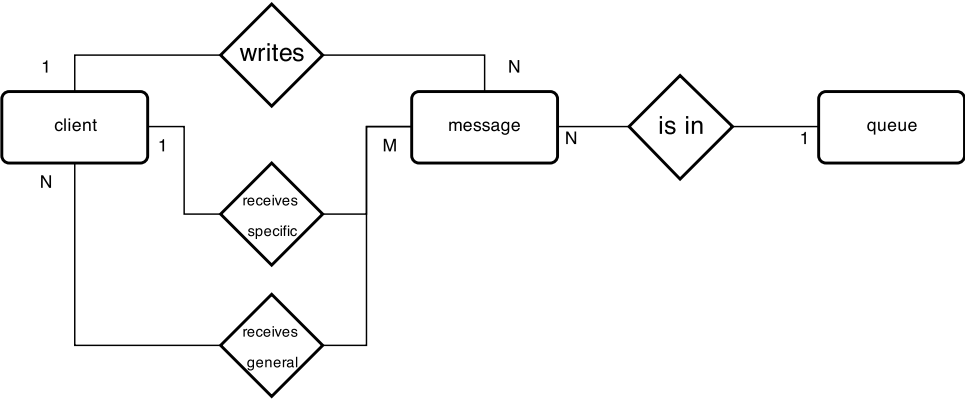 writes
1
N
client
message
is in
queue
1
M
N
1
N
receives
specific
receives
general